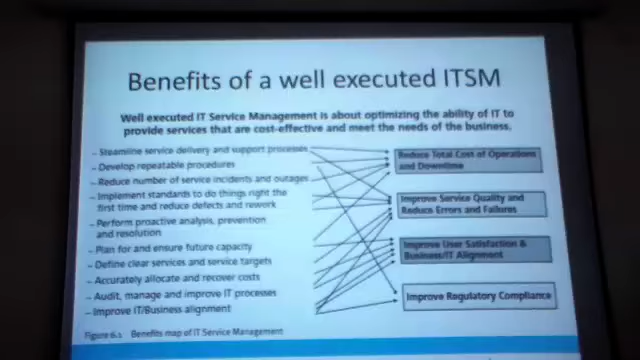 Benefits of a well executed ITSM
Well executed IT Service Management is about optimizing the ability of IT to
provide services that are cost-effective and meet the needs of the business.
– Steamline service delivery and support processes
– Develop repeatable procedures
– Reduce number of service incidents and outages
– Implement standards to do things right the
first time and reduce defects and rework
– Perform proactive analysis, prevention
and resolution
– Plan for and ensure future capacity
– Define clear services and service targets
– Accurately allocate and recover costs
– Audit, manage and improve IT processes
– Improve IT/Business alignment
Reduce Total Cost of Operations
and Downtime
Improve Service Quality and
Reduce Errors and Failures
Improve User Satisfaction &
Business/IT Alignment
Improve Regulatory Compliance
Figure 6.1 Benefits map of IT Service Management